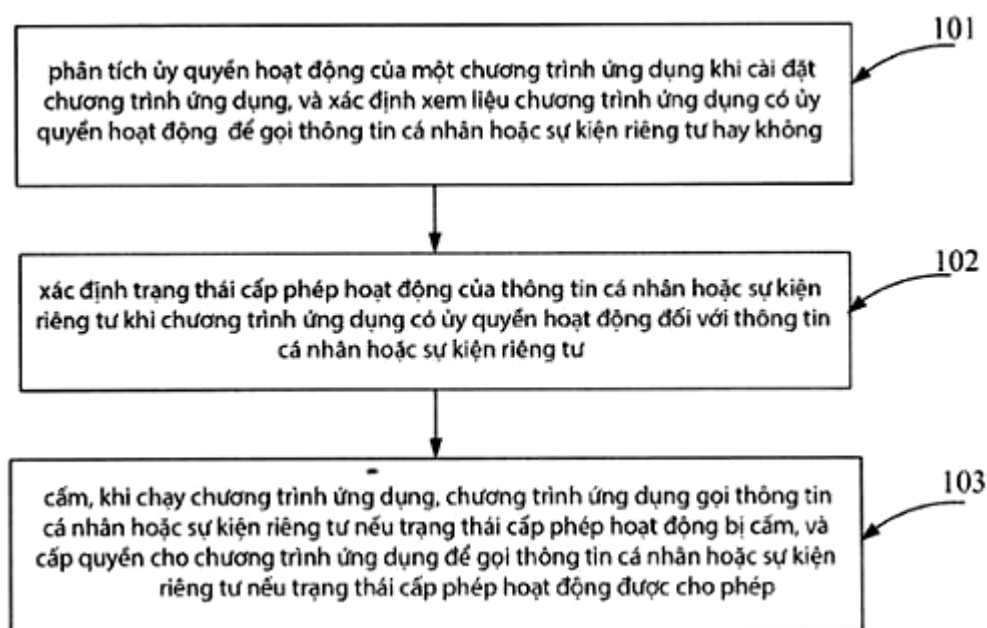 101
phân tích ủy quyền hoạt động của một chương trình ứng dụng khi cài đặt
chương trình ứng dụng, và xác định xem liệu chương trình ứng dụng có ủy
quyền hoạt động để gọi thông tin cá nhân hoặc sự kiện riêng tư hay không
102
xác định trạng thái cấp phép hoạt động của thông tin cá nhân hoặc sự kiện
riêng tư khi chương trình ứng dụng có ủy quyền hoạt động đối với thông tin
cá nhân hoặc sự kiện riêng tư
103
cấm, khi chạy chương trình ứng dụng, chương trình ứng dụng gọi thông tin
cá nhân hoặc sự kiện riêng tư nếu trạng thái cấp phép hoạt động bị cấm, và
cấp quyền cho chương trình ứng dụng để gọi thông tin cá nhân hoặc sự kiện
riêng tư nếu trạng thái cấp phép hoạt động được cho phép